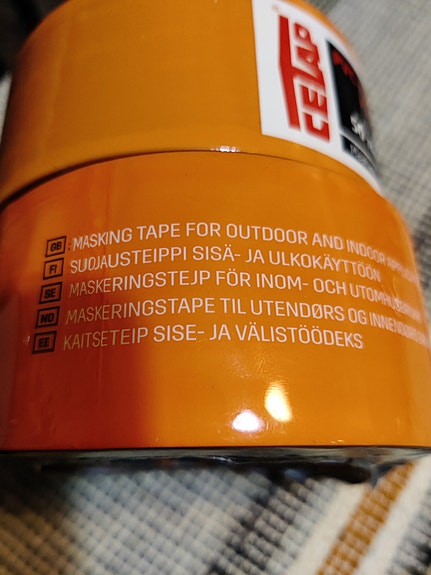 CELAP
GB : MASKING TAPE FOR OUTDOOR AND INDOOR
FI SUOJAUSTEIPPI SISÄ- JA ULKOKÄYTTÖÖN
SE MASKERINGSTEJP FÖR INOM- OCH
NO MASKERINGSTAPE TIL UTENDØRS OG
EE KAITSETEIP SISE- JA VÄLISTÖÖDEKS